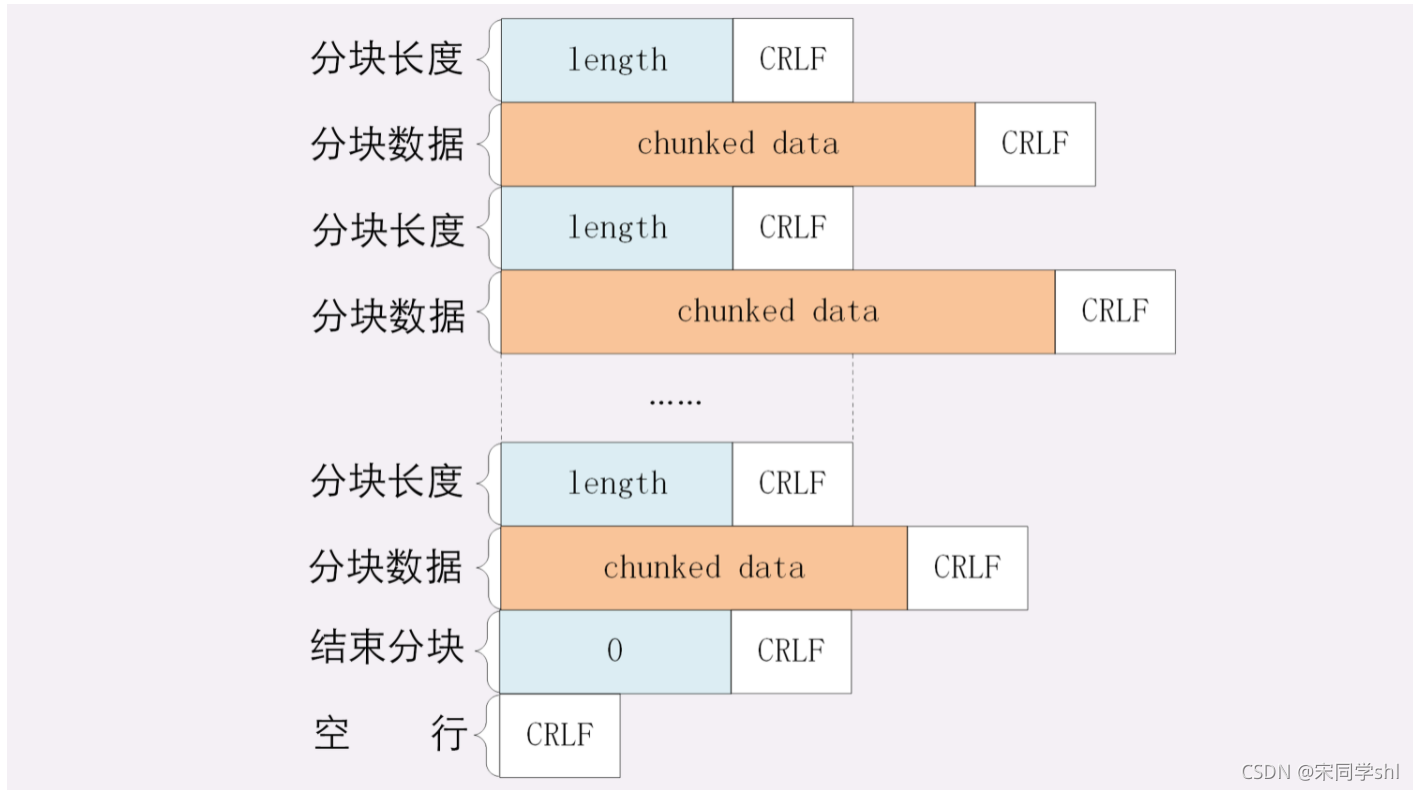 分块长度 length CRLF
分块数据 chunked data CRLF
分块长度 length CRLF
分块数据 chunked data CRLF
……
分块长度 length CRLF
分块数据 chunked data CRLF
结束分块 0 CRLF
空 行 CRLF
CSDN @宋同学shl